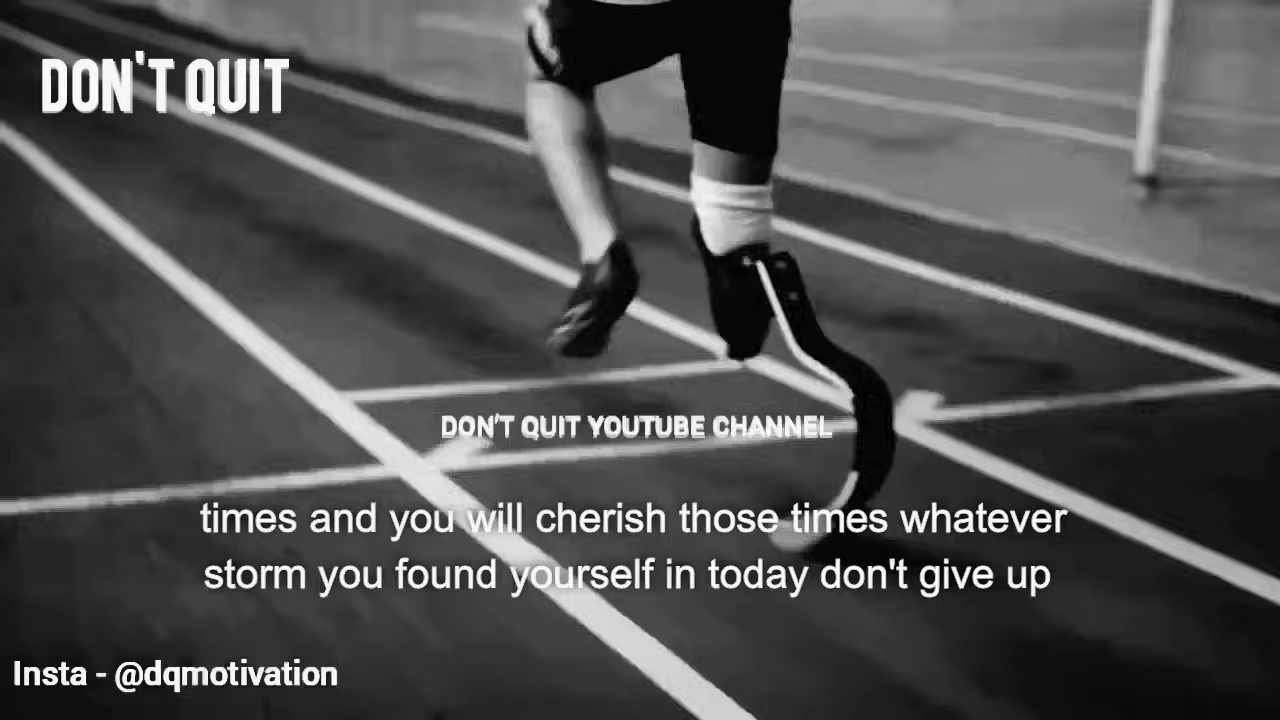 DON'T QUIT
DON'T QUIT YOUTUBE CHANNEL
times and you will cherish those times whatever
storm you found yourself in today don't give up
Insta - @dqmotivation